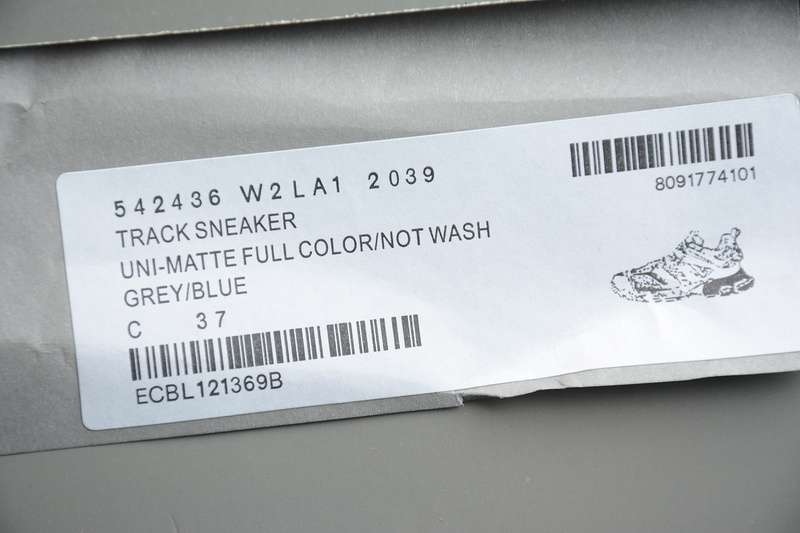 542436 W2LA1 2039
8091774101
TRACK SNEAKER
UNI-MATTE FULL COLOR/NOT WASH
GREY/BLUE
C 37
ECBL121369B